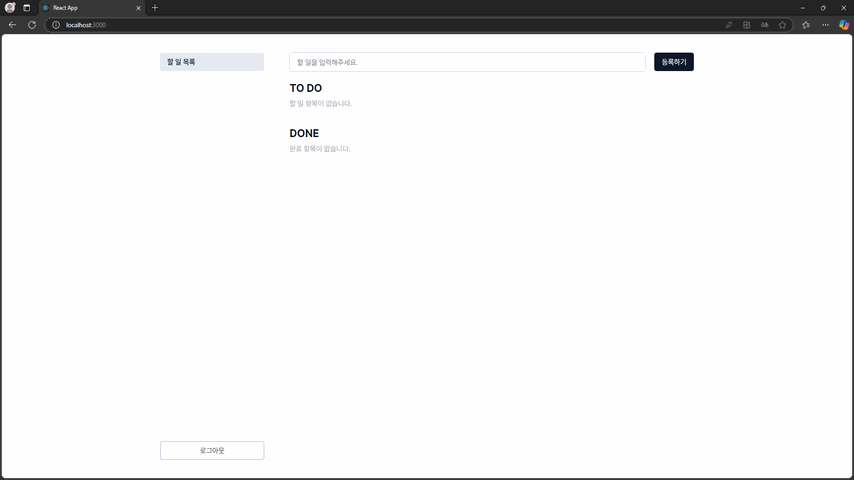 React App
localhost:3000
할 일 목록
할 일을 입력해주세요.
등록하기
TO DO
할 일 항목이 없습니다.
DONE
완료 항목이 없습니다.
로그아웃